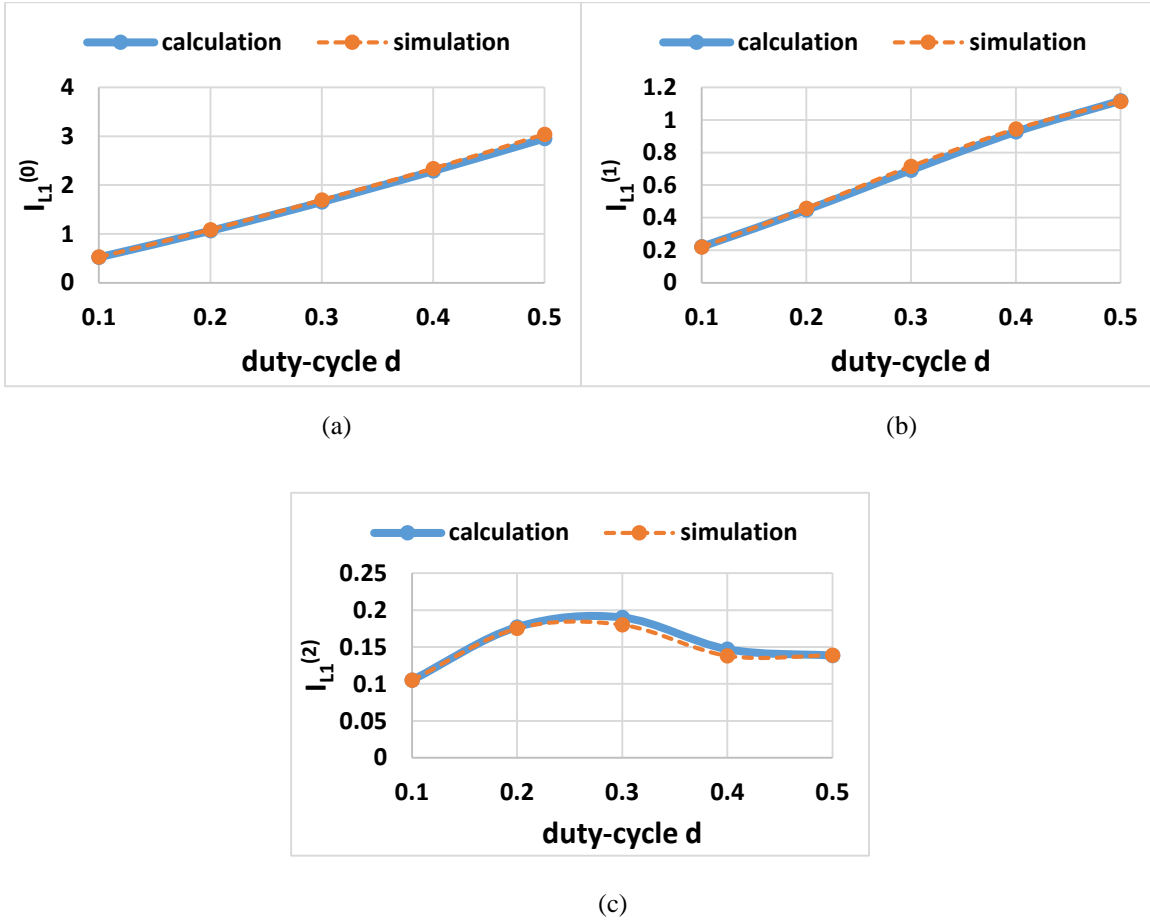 calculation simulation
4
3
2
1
0
I_L1^(0)
0.1 0.2 0.3 0.4 0.5
duty-cycle d
(a)
calculation simulation
1.2
1
0.8
0.6
0.4
0.2
0
I_L1^(1)
0.1 0.2 0.3 0.4 0.5
duty-cycle d
(b)
calculation simulation
0.25
0.2
0.15
0.1
0.05
0
I_L1^(2)
0.1 0.2 0.3 0.4 0.5
duty-cycle d
(c)